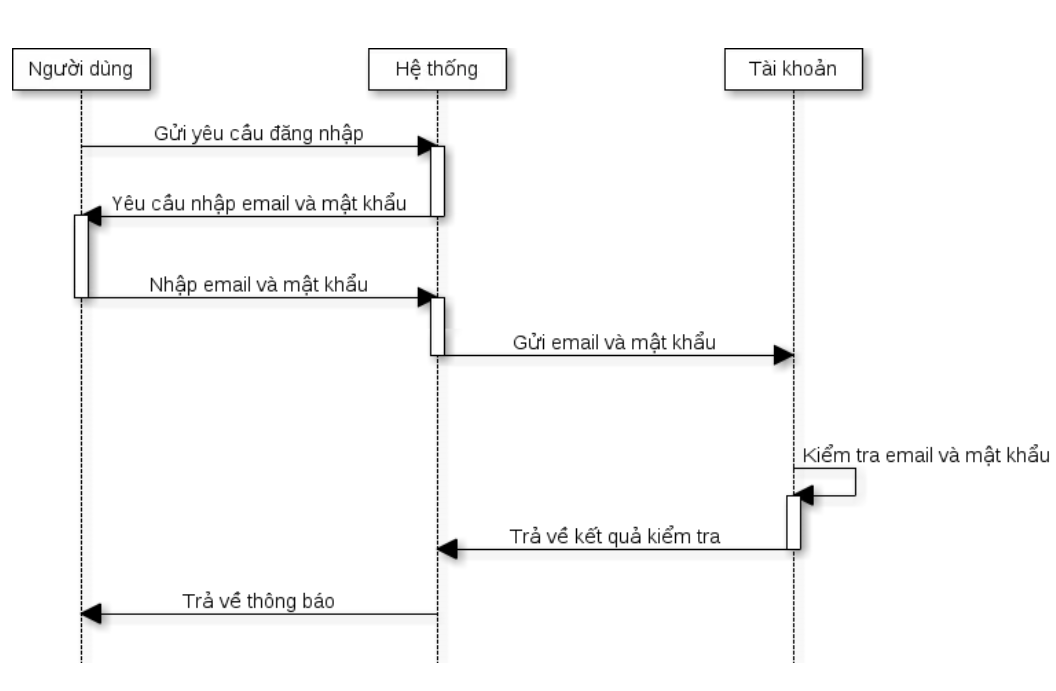 Người dùng
Hệ thống
Tài khoản
Gửi yêu cầu đăng nhập
Yêu cầu nhập email và mật khẩu
Nhập email và mật khẩu
Gửi email và mật khẩu
Kiểm tra email và mật khẩu
Trả về kết quả kiểm tra
Trả về thông báo